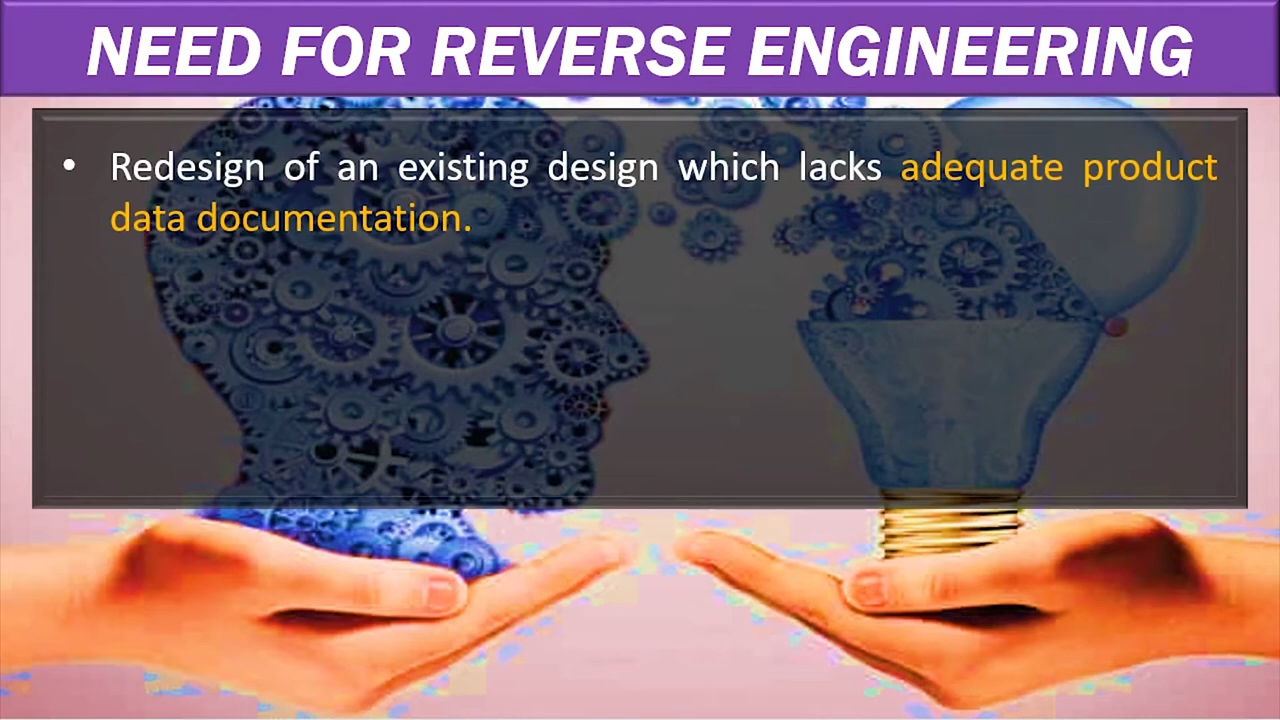 NEED FOR REVERSE ENGINEERING
• Redesign of an existing design which lacks adequate product
data documentation.